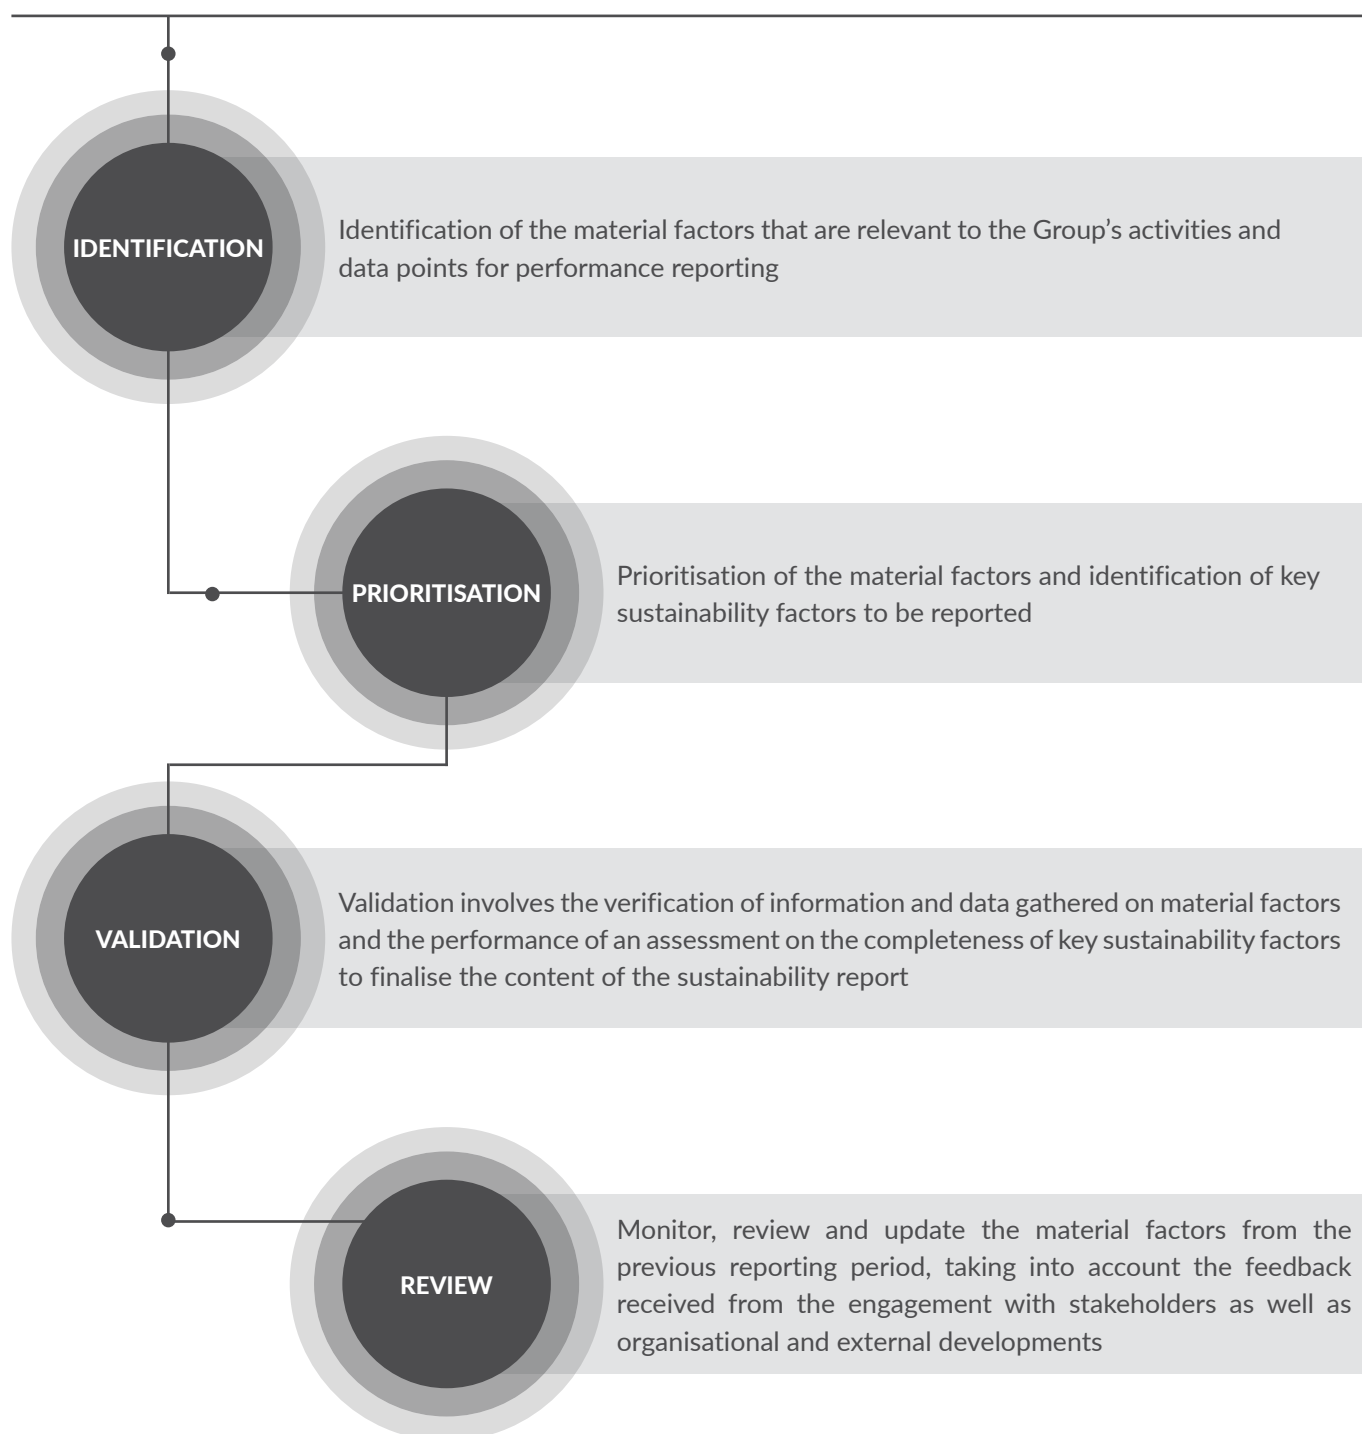 IDENTIFICATION
Identification of the material factors that are relevant to the Group’s activities and
data points for performance reporting
PRIORITISATION
Prioritisation of the material factors and identification of key
sustainability factors to be reported
VALIDATION
Validation involves the verification of information and data gathered on material factors
and the performance of an assessment on the completeness of key sustainability factors
to finalise the content of the sustainability report
REVIEW
Monitor, review and update the material factors from the
previous reporting period, taking into account the feedback
received from the engagement with stakeholders as well as
organisational and external developments